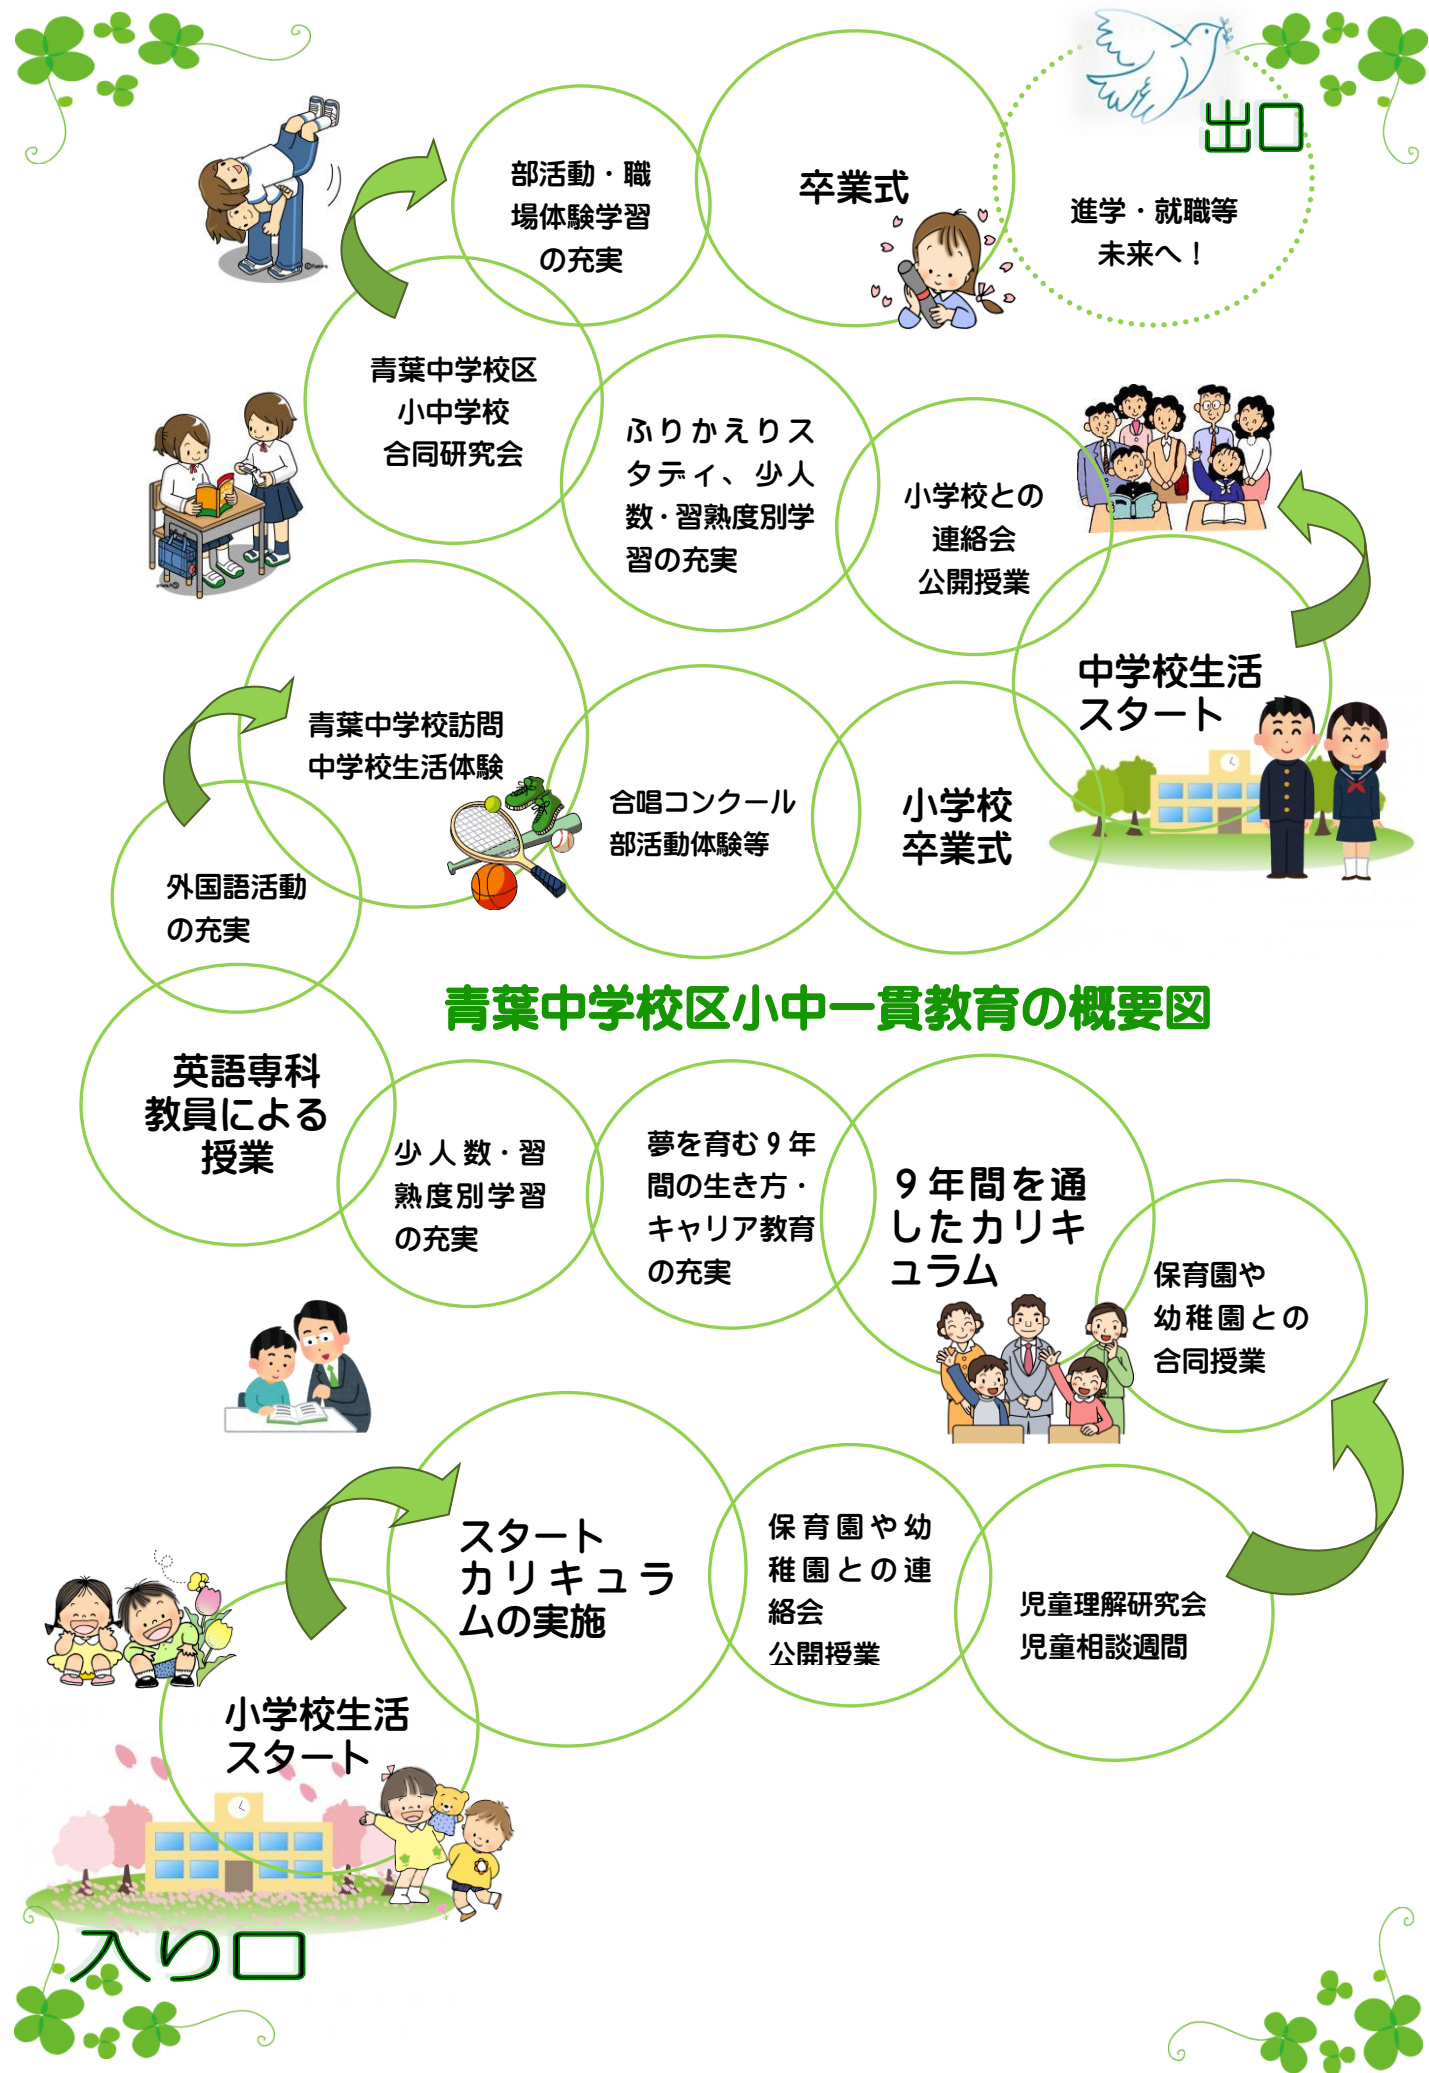 出口
部活動・職
場体験学習
の充実
卒業式
進学・就職等
未来へ！
青葉中学校区
小中学校
合同研究会
ふりかえりス
タディ、少人
数・習熟度別学
習の充実
小学校との
連絡会
公開授業
中学校生活
スタート
青葉中学校訪問
中学校生活体験
合唱コンクール
部活動体験等
小学校
卒業式
外国語活動
の充実
青葉中学校区小中一貫教育の概要図
英語専科
教員による
授業
少人数・習
熟度別学習
の充実
夢を育む９年
間の生き方・
キャリア教育
の充実
９年間を通
したカリキ
ュラム
保育園や
幼稚園との
合同授業
スタート
カリキュラ
ムの実施
保育園や幼
稚園との連
絡会
公開授業
児童理解研究会
児童相談週間
小学校生活
スタート
入り口